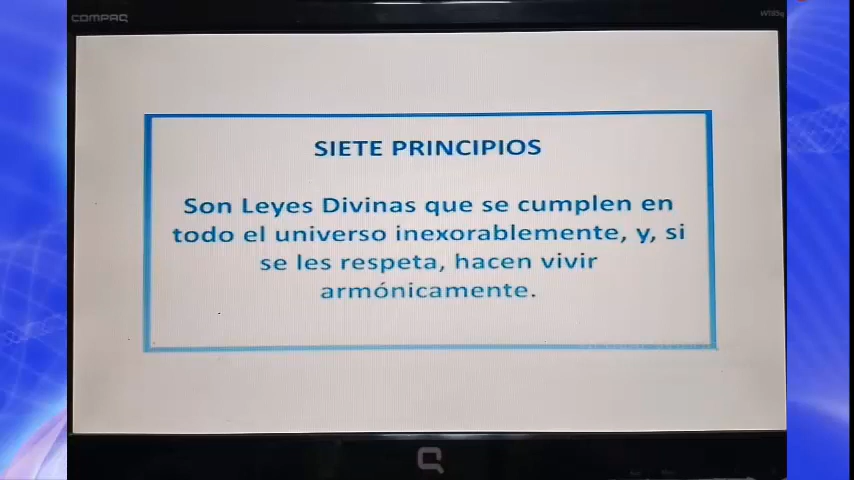 COMPAQ
W185q
SIETE PRINCIPIOS
Son Leyes Divinas que se cumplen en
todo el universo inexorablemente, y, si
se les respeta, hacen vivir
armónicamente.